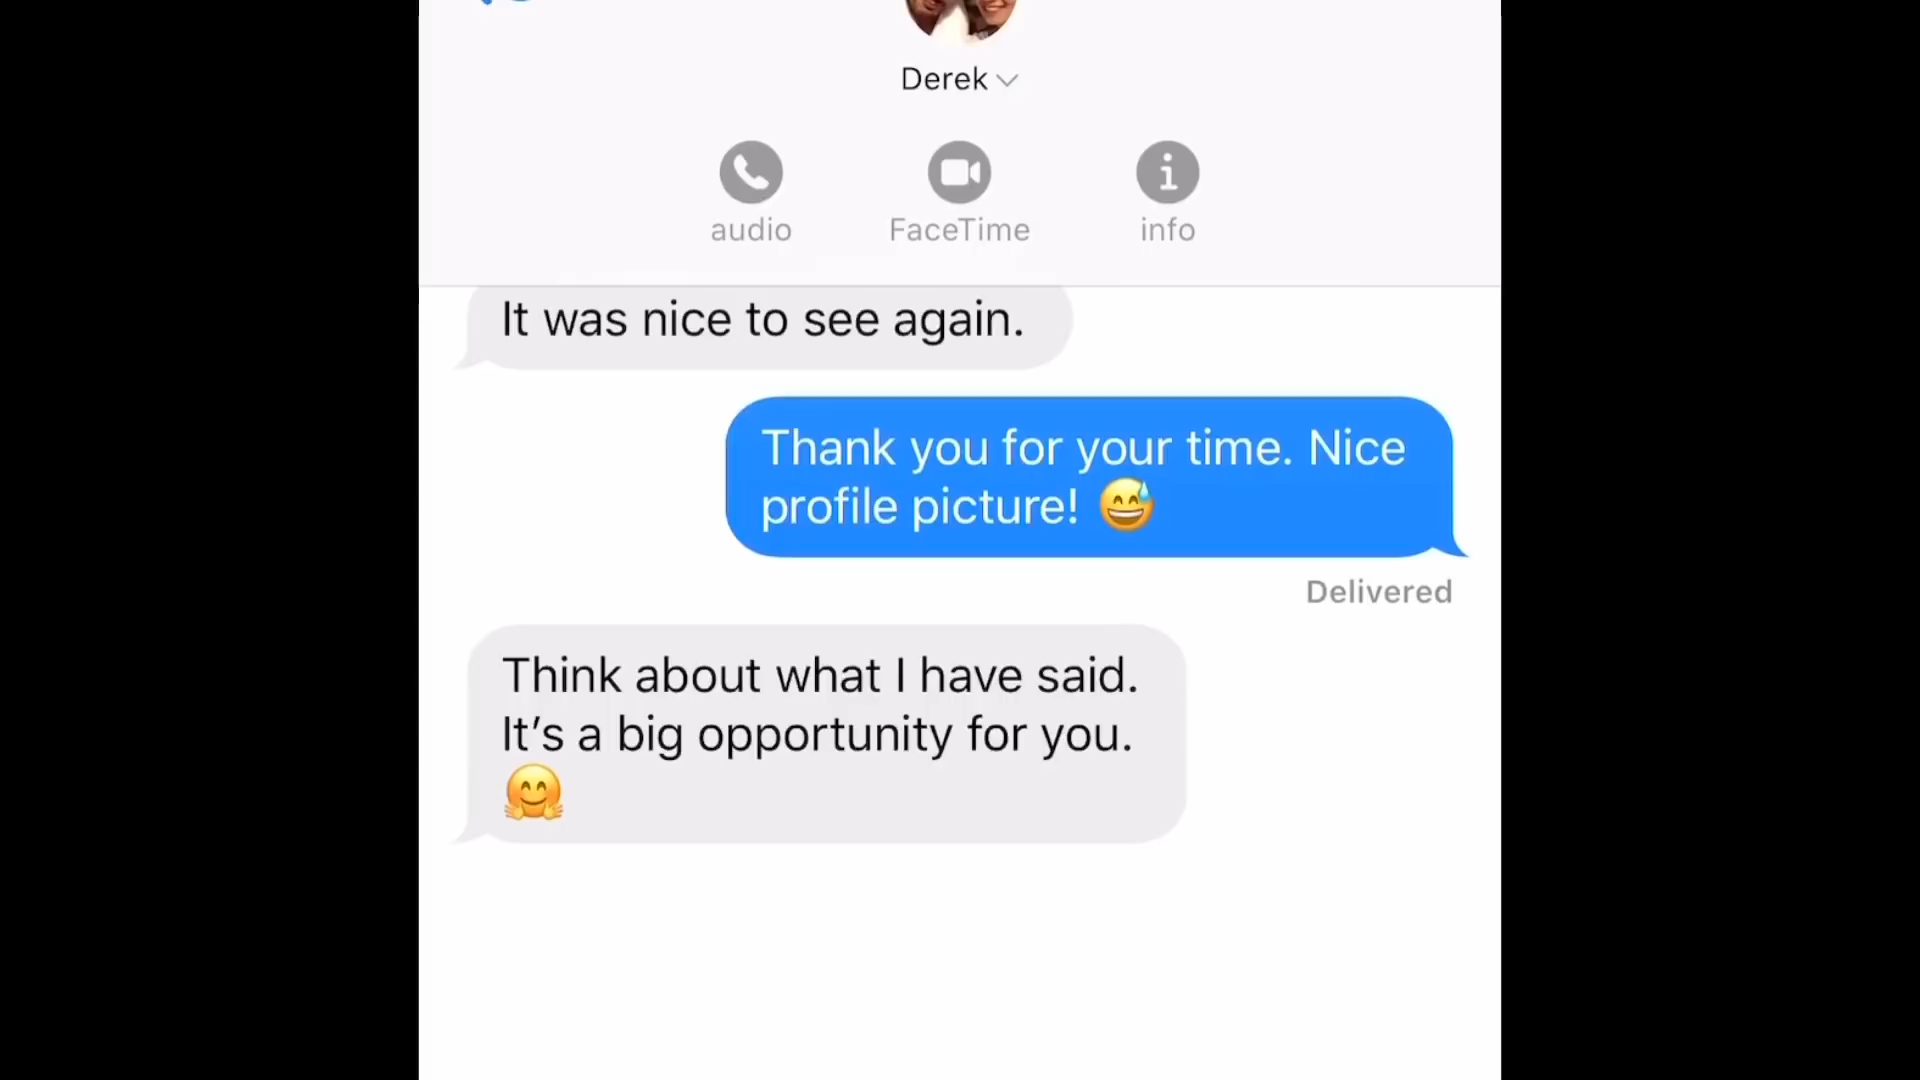 Derek
audio
FaceTime
info
It was nice to see again.
Thank you for your time. Nice
profile picture! 😅
Delivered
Think about what I have said.
It’s a big opportunity for you.
🤗